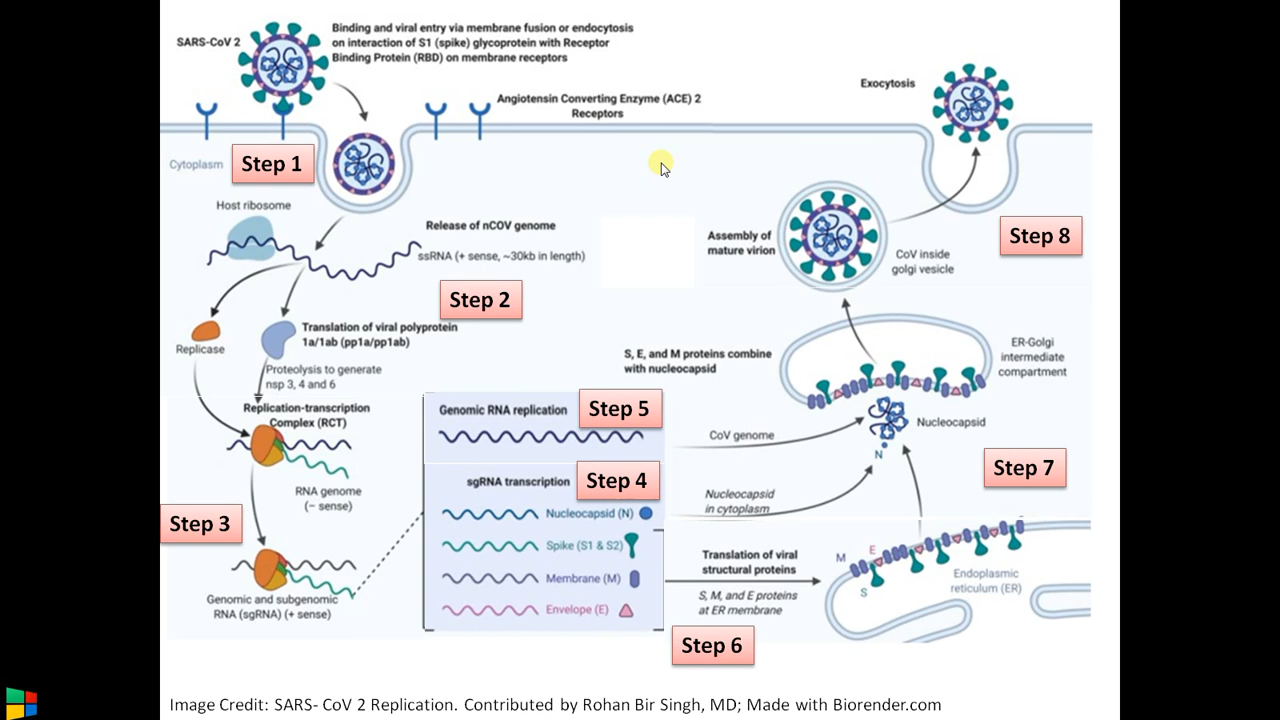 SARS-CoV 2
Binding and viral entry via membrane fusion or endocytosis
on interaction of S1 (spike) glycoprotein with Receptor
Binding Protein (RBD) on membrane receptors
Angiotensin Converting Enzyme (ACE) 2
Receptors
Exocytosis
Cytoplasm
Step 1
Host ribosome
Release of nCOV genome
ssRNA (+ sense, ~30kb in length)
Step 2
Replicase
Translation of viral polyprotein
1a/1ab (pp1a/pp1ab)
Proteolysis to generate
nsp 3, 4 and 6
Replication-transcription
Complex (RCT)
RNA genome
(− sense)
Step 3
Genomic and subgenomic
RNA (sgRNA) (+ sense)
Genomic RNA replication
Step 5
sgRNA transcription
Step 4
Nucleocapsid (N)
Spike (S1 & S2)
Membrane (M)
Envelope (E)
Step 6
CoV genome
Nucleocapsid
in cytoplasm
Translation of viral
structural proteins
S, M, and E proteins
at ER membrane
M
E
S
Endoplasmic
reticulum (ER)
Step 7
N
Nucleocapsid
S, E, and M proteins combine
with nucleocapsid
ER-Golgi
intermediate
compartment
Assembly of
mature virion
CoV inside
golgi vesicle
Step 8
Image Credit: SARS- CoV 2 Replication. Contributed by Rohan Bir Singh, MD; Made with Biorender.com